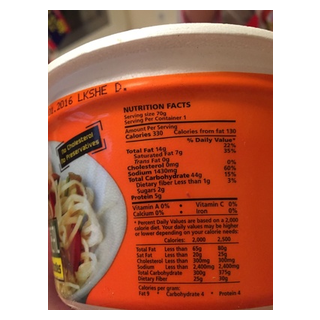 .2016 LKSHE D.
NUTRITION FACTS
Serving size 70g
Serving Per Container 1
Amount Per Serving
Calories 330 Calories from fat 130
% Daily Value*
Total Fat 14g 22%
Saturated Fat 7g 35%
Trans Fat 0g
Cholesterol 0mg 0%
Sodium 1430mg 60%
Total Carbohydrate 44g 15%
Dietary fiber Less than 1g 3%
Sugars 2g
Protein 5g
Vitamin A 0% • Vitamin C 0%
Calcium 0% • Iron 0%
* Percent Daily Values are based on a 2,000
calorie diet. Your daily values may be higher
or lower depending on your calorie needs.
Calories: 2,000 2,500
Total Fat Less than 65g 80g
Sat Fat Less than 20g 25g
Cholesterol Less than 300mg 300mg
Sodium Less than 2,400mg 2,400mg
Total Carbohydrate 300g 375g
Dietary Fiber 25g 30g
Calories per gram:
Fat 9 • Carbohydrate 4 • Protein 4
No Cholesterol
No Preservatives